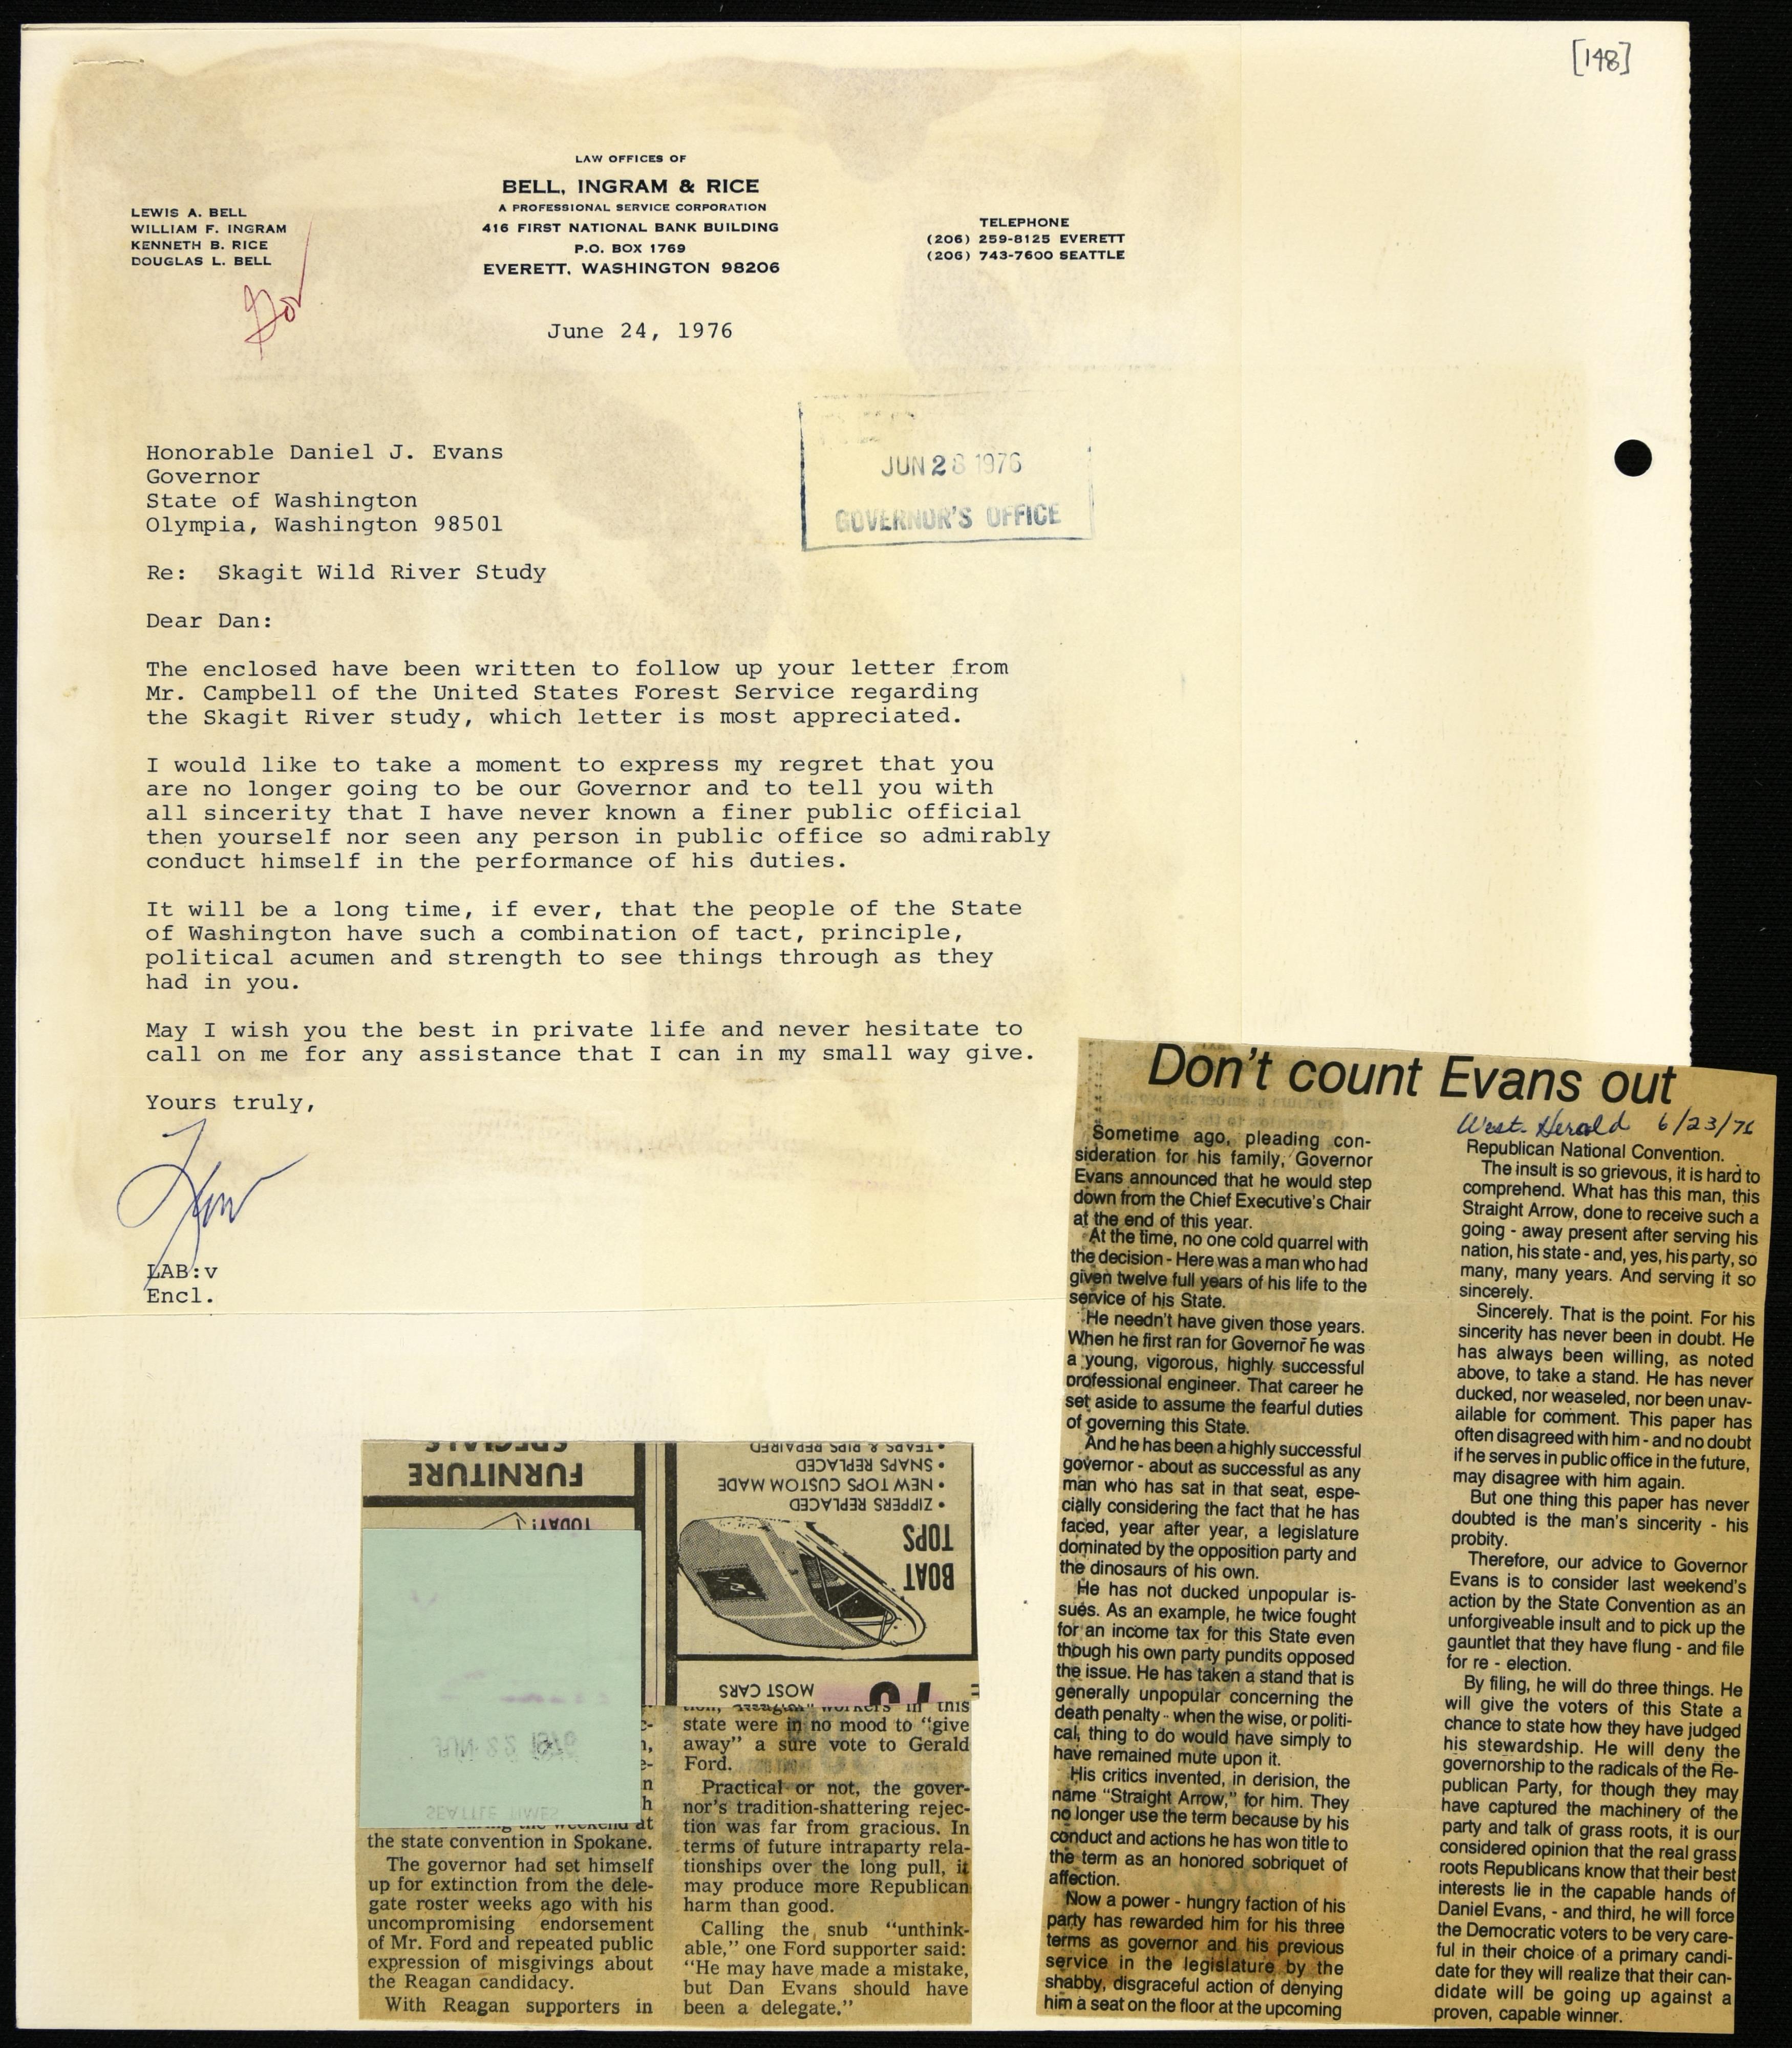 [148]
LAW OFFICES OF
BELL, INGRAM & RICE
A PROFESSIONAL SERVICE CORPORATION
416 FIRST NATIONAL BANK BUILDING
P.O. BOX 1769
EVERETT, WASHINGTON 98206
LEWIS A. BELL
WILLIAM F. INGRAM
KENNETH B. RICE
DOUGLAS L. BELL
TELEPHONE
(206) 259-8125 EVERETT
(206) 743-7600 SEATTLE
Gov
June 24, 1976
JUN 28 1976
GOVERNOR'S OFFICE
Honorable Daniel J. Evans
Governor
State of Washington
Olympia, Washington 98501
Re: Skagit Wild River Study
Dear Dan:
The enclosed have been written to follow up your letter from
Mr. Campbell of the United States Forest Service regarding
the Skagit River study, which letter is most appreciated.
I would like to take a moment to express my regret that you
are no longer going to be our Governor and to tell you with
all sincerity that I have never known a finer public official
then yourself nor seen any person in public office so admirably
conduct himself in the performance of his duties.
It will be a long time, if ever, that the people of the State
of Washington have such a combination of tact, principle,
political acumen and strength to see things through as they
had in you.
May I wish you the best in private life and never hesitate to
call on me for any assistance that I can in my small way give.
Yours truly,
LAB:v
Encl.
FURNITURE
SPECIALS
TODAY!
• TEARS & RIPS REPAIRED
• SNAPS REPLACED
• NEW TOPS CUSTOM MADE
• ZIPPERS REPLACED
BOAT
TOPS
MOST CARS
JUN 22 1976
SEATTLE TIMES
during the weekend at
the state convention in Spokane.
The governor had set himself
up for extinction from the dele-
gate roster weeks ago with his
uncompromising endorsement
of Mr. Ford and repeated public
expression of misgivings about
the Reagan candidacy.
With Reagan supporters in
tion, Reagan workers in this
state were in no mood to "give
away" a sure vote to Gerald
Ford.
Practical or not, the gover-
nor's tradition-shattering rejec-
tion was far from gracious. In
terms of future intraparty rela-
tionships over the long pull, it
may produce more Republican
harm than good.
Calling the snub "unthink-
able," one Ford supporter said:
"He may have made a mistake,
but Dan Evans should have
been a delegate."
Don't count Evans out
West. Herald 6/23/76
Sometime ago, pleading con-
sideration for his family, Governor
Evans announced that he would step
down from the Chief Executive's Chair
at the end of this year.
At the time, no one cold quarrel with
the decision - Here was a man who had
given twelve full years of his life to the
service of his State.
He needn't have given those years.
When he first ran for Governor he was
a young, vigorous, highly successful
professional engineer. That career he
set aside to assume the fearful duties
of governing this State.
And he has been a highly successful
governor - about as successful as any
man who has sat in that seat, espe-
cially considering the fact that he has
faced, year after year, a legislature
dominated by the opposition party and
the dinosaurs of his own.
He has not ducked unpopular is-
sues. As an example, he twice fought
for an income tax for this State even
though his own party pundits opposed
the issue. He has taken a stand that is
generally unpopular concerning the
death penalty - when the wise, or politi-
cal, thing to do would have simply to
have remained mute upon it.
His critics invented, in derision, the
name "Straight Arrow," for him. They
no longer use the term because by his
conduct and actions he has won title to
the term as an honored sobriquet of
affection.
Now a power - hungry faction of his
party has rewarded him for his three
terms as governor and his previous
service in the legislature by the
shabby, disgraceful action of denying
him a seat on the floor at the upcoming
Republican National Convention.
The insult is so grievous, it is hard to
comprehend. What has this man, this
Straight Arrow, done to receive such a
going - away present after serving his
nation, his state - and, yes, his party, so
many, many years. And serving it so
sincerely.
Sincerely. That is the point. For his
sincerity has never been in doubt. He
has always been willing, as noted
above, to take a stand. He has never
ducked, nor weaseled, nor been unav-
ailable for comment. This paper has
often disagreed with him - and no doubt
if he serves in public office in the future,
may disagree with him again.
But one thing this paper has never
doubted is the man's sincerity - his
probity.
Therefore, our advice to Governor
Evans is to consider last weekend's
action by the State Convention as an
unforgiveable insult and to pick up the
gauntlet that they have flung - and file
for re - election.
By filing, he will do three things. He
will give the voters of this State a
chance to state how they have judged
his stewardship. He will deny the
governorship to the radicals of the Re-
publican Party, for though they may
have captured the machinery of the
party and talk of grass roots, it is our
considered opinion that the real grass
roots Republicans know that their best
interests lie in the capable hands of
Daniel Evans, - and third, he will force
the Democratic voters to be very care-
ful in their choice of a primary candi-
date for they will realize that their can-
didate will be going up against a
proven, capable winner.